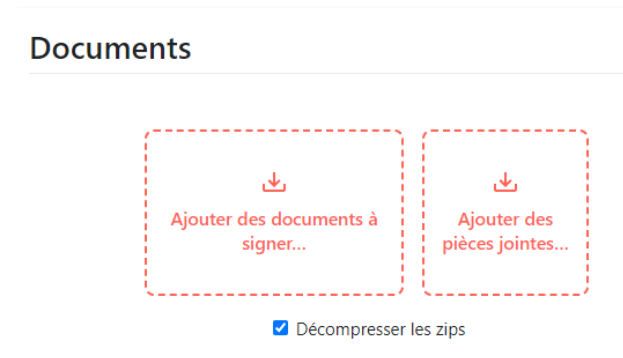 Documents
Ajouter des documents à
signer...
Ajouter des
pièces jointes...
Décompresser les zips